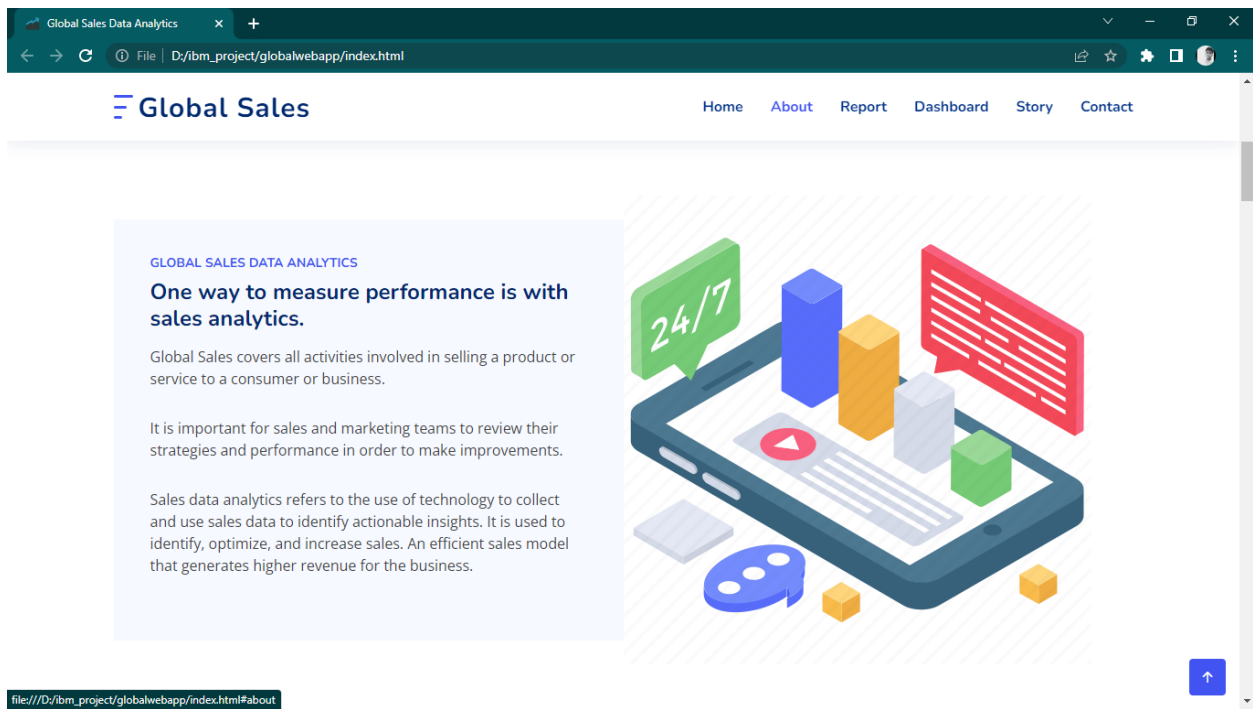 Global Sales Data Analytics
File D:/ibm_project/globalwebapp/index.html
Global Sales
Home About Report Dashboard Story Contact
GLOBAL SALES DATA ANALYTICS
One way to measure performance is with
sales analytics.
Global Sales covers all activities involved in selling a product or
service to a consumer or business.
It is important for sales and marketing teams to review their
strategies and performance in order to make improvements.
Sales data analytics refers to the use of technology to collect
and use sales data to identify actionable insights. It is used to
identify, optimize, and increase sales. An efficient sales model
that generates higher revenue for the business.
24/7
file:///D:/ibm_project/globalwebapp/index.html#about